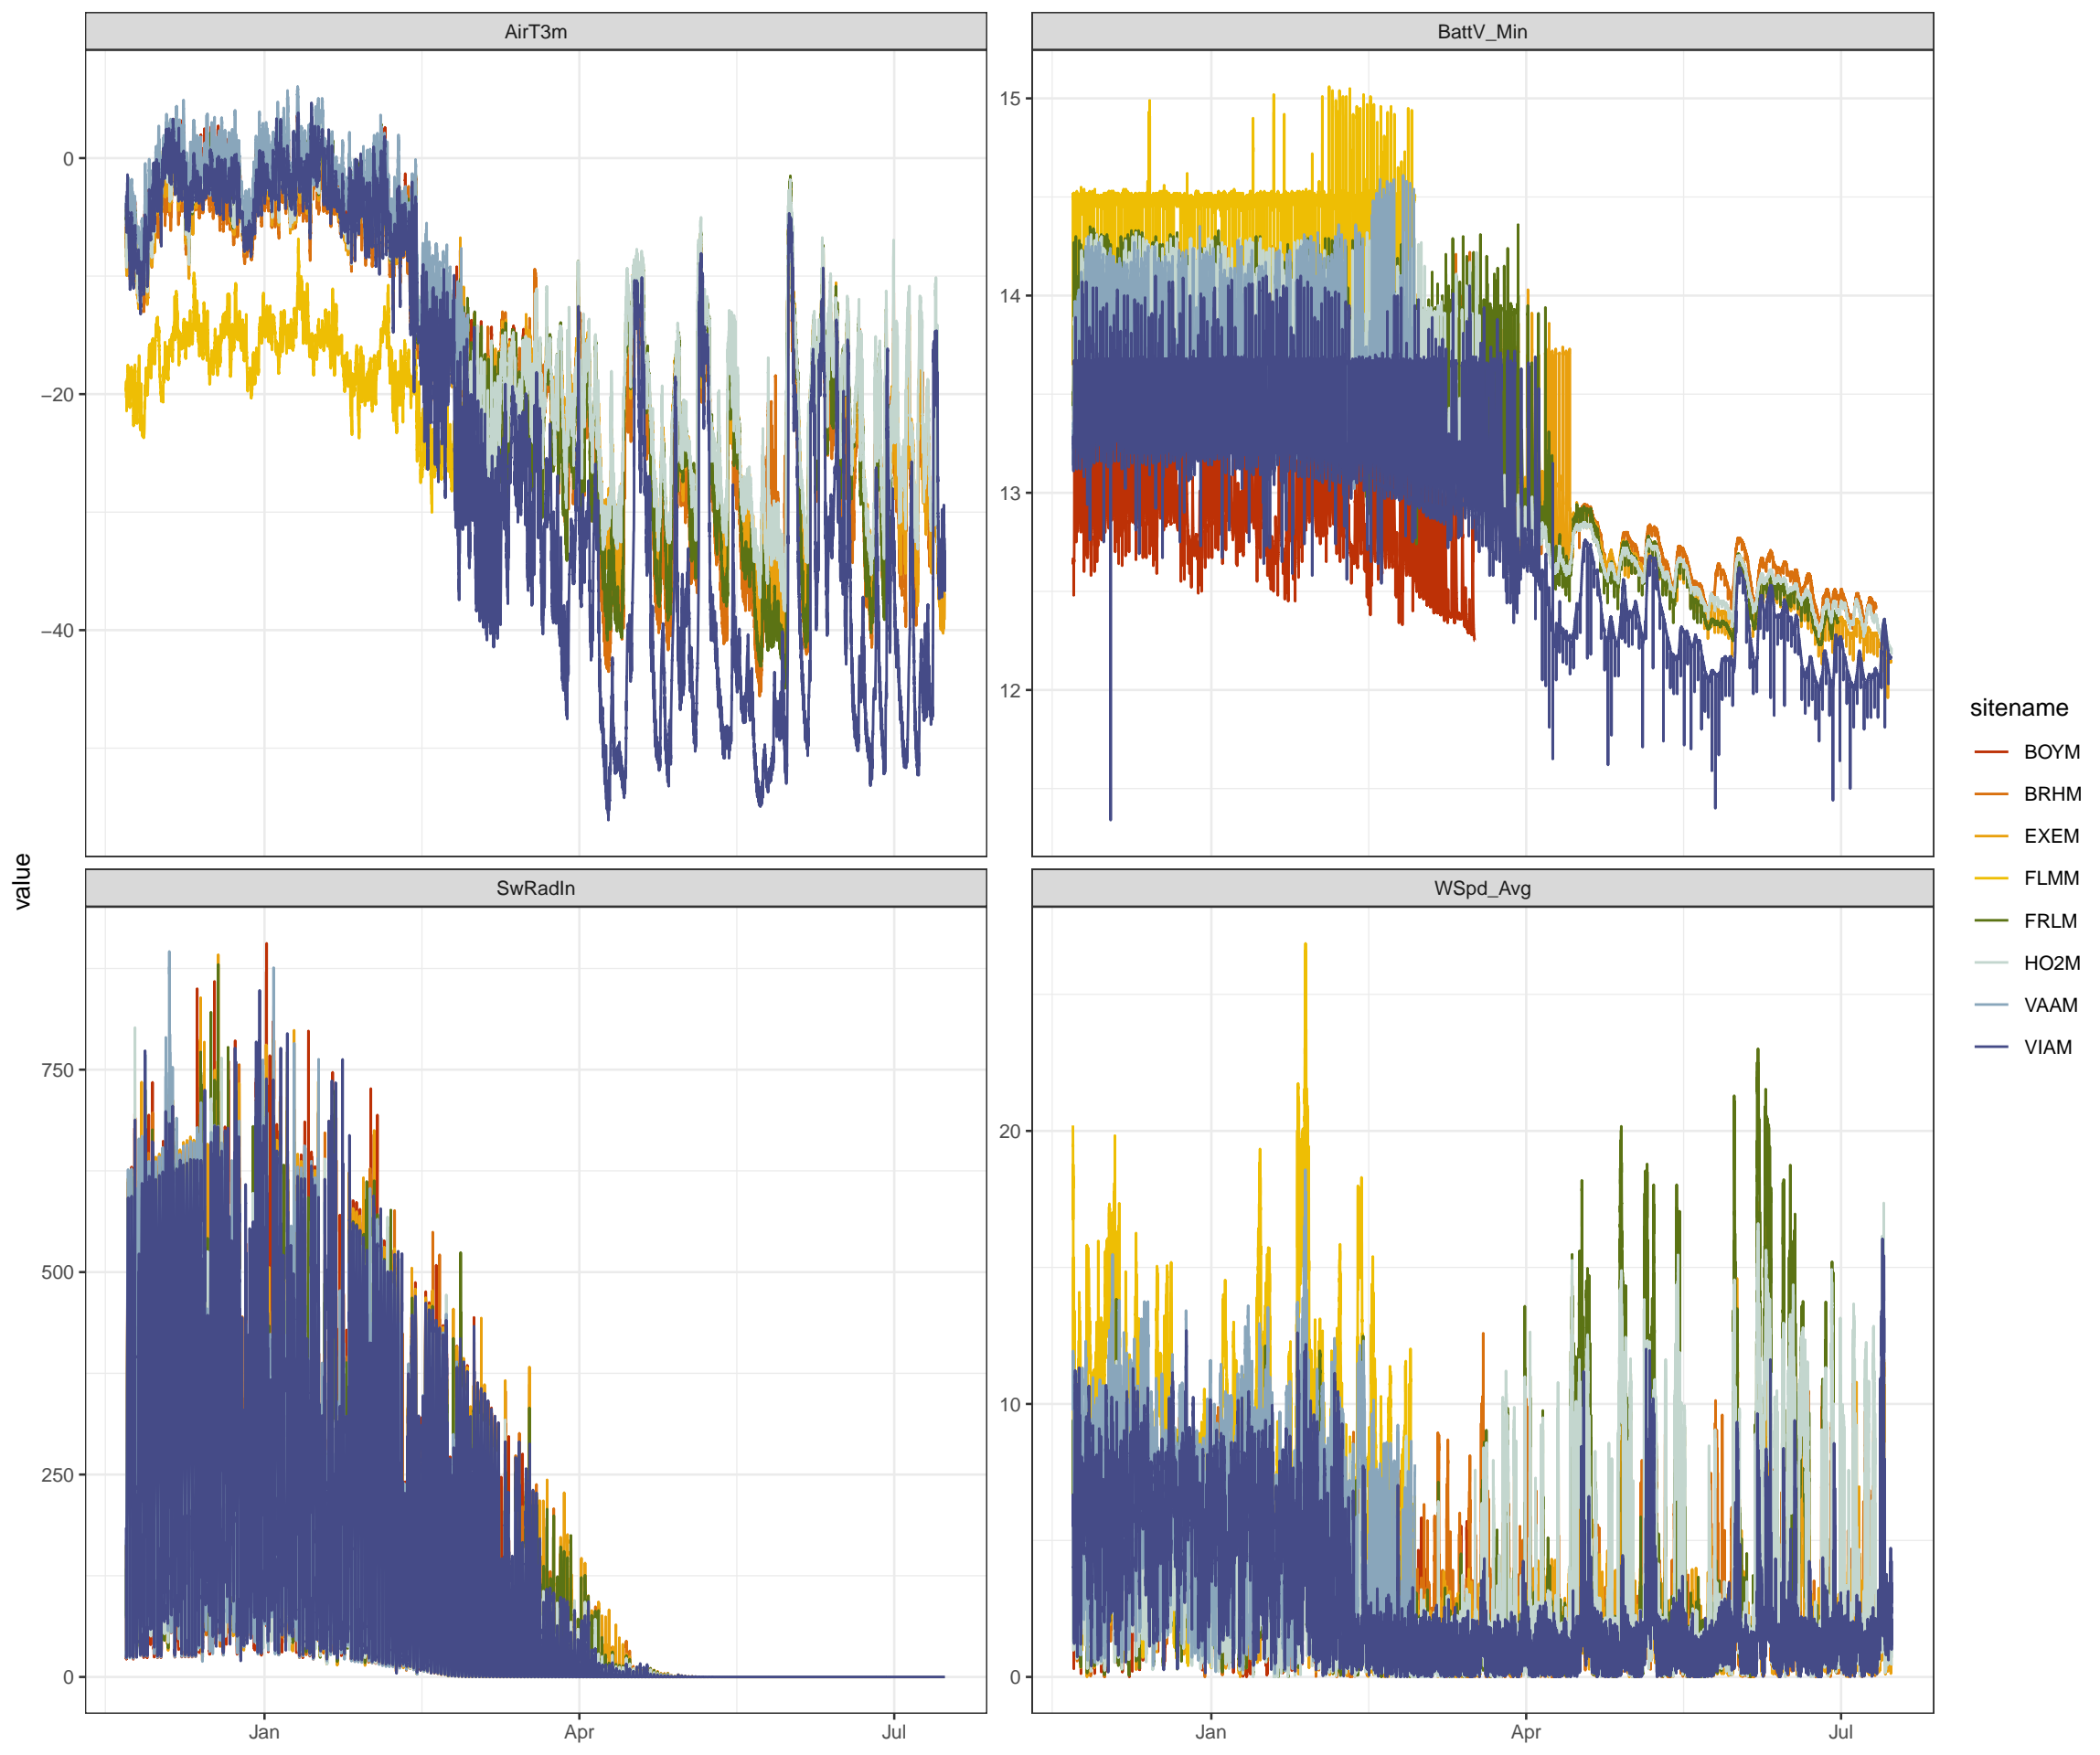 AirT3m
BattV_Min
0
−20
−40
15
14
13
12
value
SwRadIn
WSpd_Avg
750
500
250
0
20
10
0
Jan
Apr
Jul
Jan
Apr
Jul
sitename
BOYM
BRHM
EXEM
FLMM
FRLM
HO2M
VAAM
VIAM